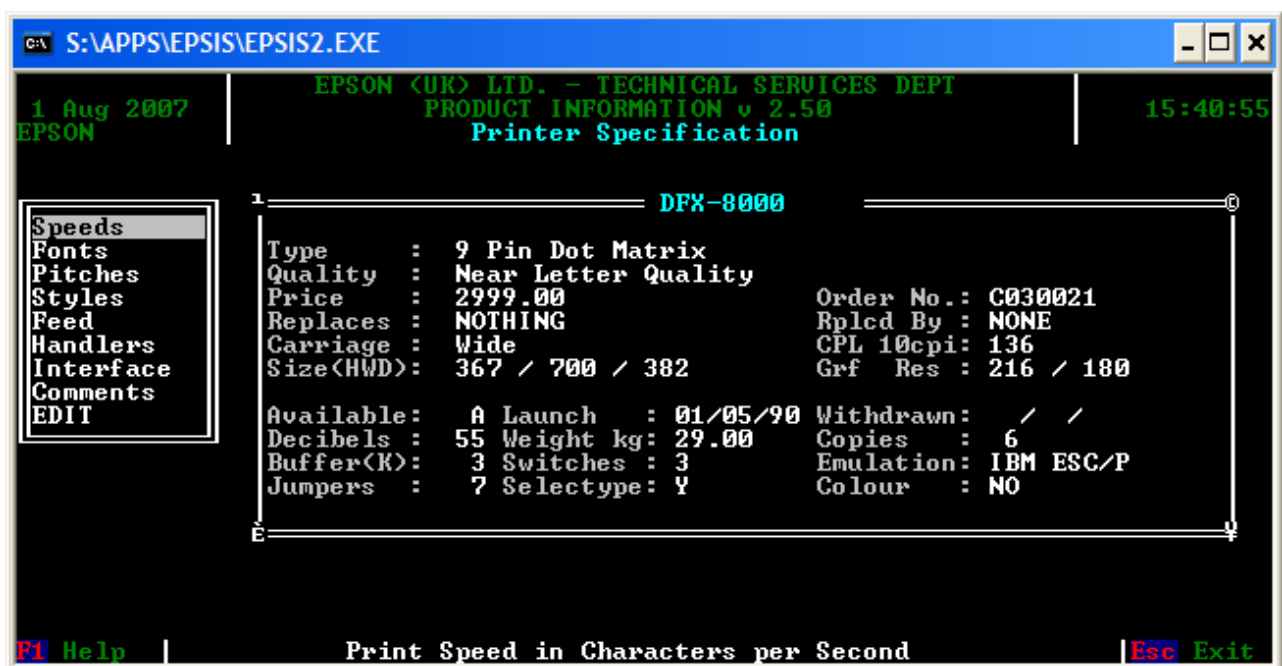 S:\APPS\EPSIS\EPSIS2.EXE
EPSON (UK) LTD. - TECHNICAL SERVICES DEPT
1 Aug 2007 PRODUCT INFORMATION v 2.50 15:40:55
EPSON Printer Specification
DFX-8000
Speeds
Fonts
Pitches
Styles
Feed
Handlers
Interface
Comments
EDIT
Type : 9 Pin Dot Matrix
Quality : Near Letter Quality
Price : 2999.00 Order No.: C030021
Replaces : NOTHING Rplcd By : NONE
Carriage : Wide CPL 10cpi: 136
Size(HWD): 367 / 700 / 382 Grf Res : 216 / 180
Available: A Launch : 01/05/90 Withdrawn: / /
Decibels : 55 Weight kg: 29.00 Copies : 6
Buffer(K): 3 Switches : 3 Emulation: IBM ESC/P
Jumpers : 7 Selectype: Y Colour : NO
F1 Help Print Speed in Characters per Second Esc Exit